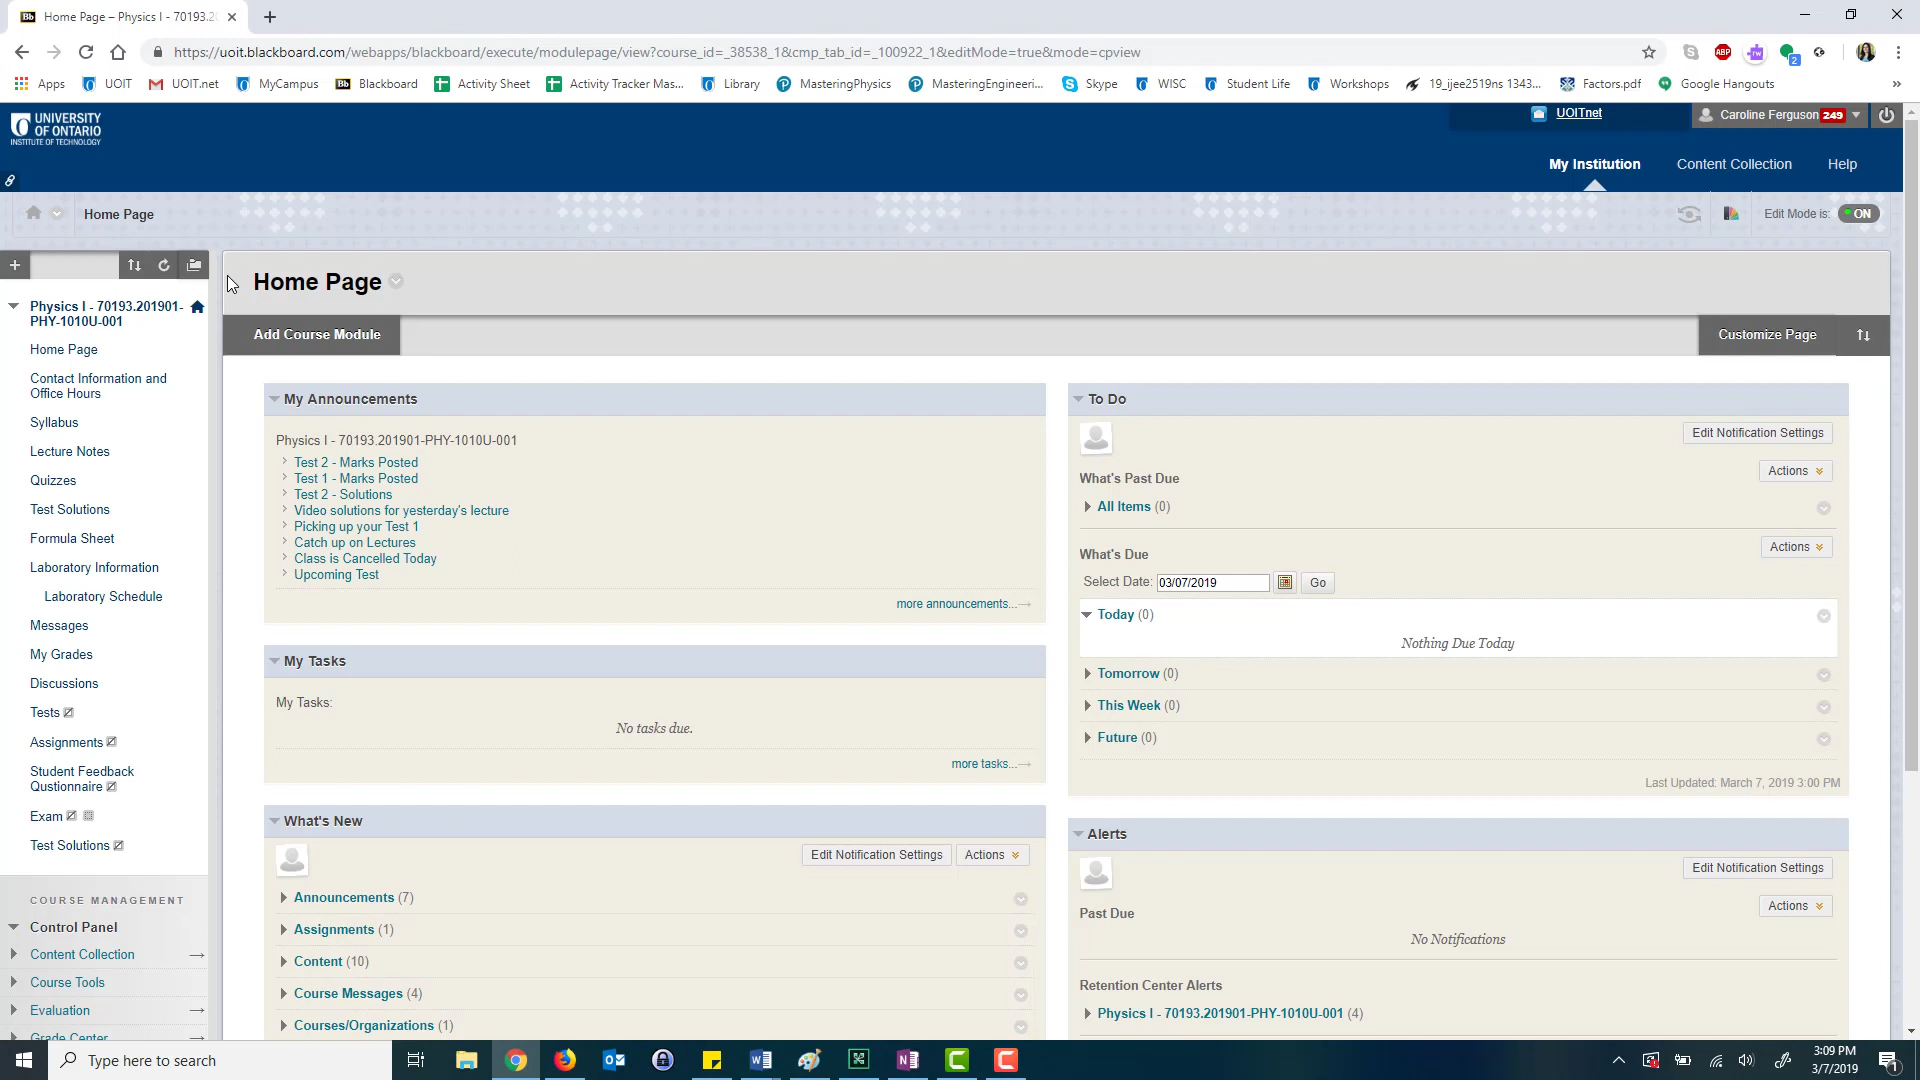 Home Page – Physics I - 70193.20
https://uoit.blackboard.com/webapps/blackboard/execute/modulepage/view?course_id=_38538_1&cmp_tab_id=_100922_1&editMode=true&mode=cpview
ABP
2
Apps
UOIT
UOIT.net
MyCampus
Bb Blackboard
Activity Sheet
Activity Tracker Mas...
Library
MasteringPhysics
MasteringEngineeri...
Skype
WISC
Student Life
Workshops
19_ijee2519ns 1343...
Factors.pdf
Google Hangouts
»
UNIVERSITY
OF ONTARIO
INSTITUTE OF TECHNOLOGY
UOITnet
Caroline Ferguson 249
My Institution
Content Collection
Help
Home Page
Edit Mode is: ON
Home Page
Add Course Module
Customize Page
Physics I - 70193.201901-
PHY-1010U-001
Home Page
Contact Information and
Office Hours
Syllabus
Lecture Notes
Quizzes
Test Solutions
Formula Sheet
Laboratory Information
Laboratory Schedule
Messages
My Grades
Discussions
Tests
Assignments
Student Feedback
Qustionnaire
Exam
Test Solutions
COURSE MANAGEMENT
Control Panel
Content Collection
Course Tools
Evaluation
Grade Center
My Announcements
Physics I - 70193.201901-PHY-1010U-001
Test 2 - Marks Posted
Test 1 - Marks Posted
Test 2 - Solutions
Video solutions for yesterday's lecture
Picking up your Test 1
Catch up on Lectures
Class is Cancelled Today
Upcoming Test
more announcements...
My Tasks
My Tasks:
No tasks due.
more tasks...
What's New
Edit Notification Settings
Actions
Announcements (7)
Assignments (1)
Content (10)
Course Messages (4)
Courses/Organizations (1)
To Do
Edit Notification Settings
Actions
What's Past Due
All Items (0)
Actions
What's Due
Select Date: 03/07/2019 Go
Today (0)
Nothing Due Today
Tomorrow (0)
This Week (0)
Future (0)
Last Updated: March 7, 2019 3:00 PM
Alerts
Edit Notification Settings
Actions
Past Due
No Notifications
Retention Center Alerts
Physics I - 70193.201901-PHY-1010U-001 (4)
Type here to search
3:09 PM
3/7/2019
1